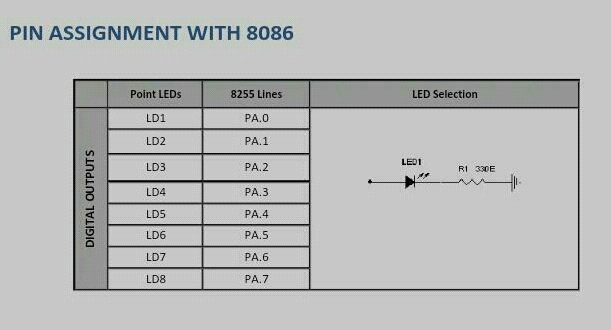 PIN ASSIGNMENT WITH 8086
Point LEDs 8255 Lines LED Selection
DIGITAL OUTPUTS
LD1 PA.0
LD2 PA.1
LD3 PA.2
LD4 PA.3
LD5 PA.4
LD6 PA.5
LD7 PA.6
LD8 PA.7
LED1
R1 330E